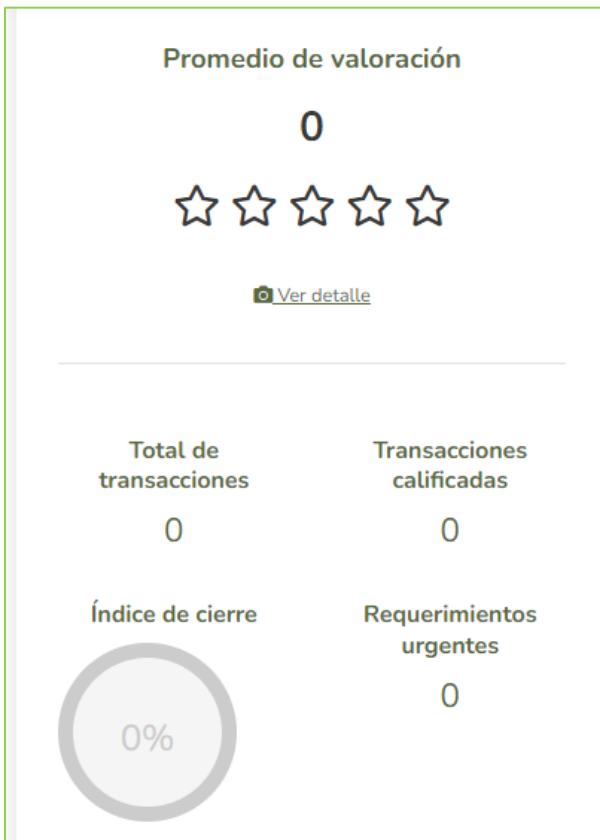 Promedio de valoración
0
Ver detalle
Total de
transacciones
0
Transacciones
calificadas
0
Índice de cierre
0%
Requerimientos
urgentes
0